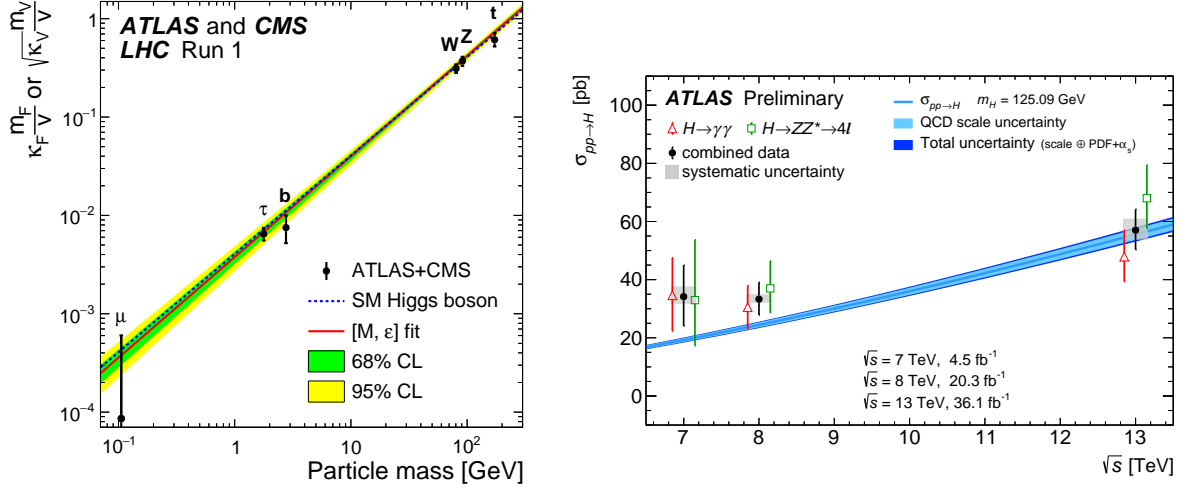 ATLAS and CMS
LHC Run 1
κ_F m_F/v or √κ_V m_V/v
1
10⁻¹
10⁻²
10⁻³
10⁻⁴
μ
τ
b
W
Z
t
ATLAS+CMS
SM Higgs boson
[M, ε] fit
68% CL
95% CL
10⁻¹
1
10
10²
Particle mass [GeV]
σ_pp→H [pb]
100
80
60
40
20
0
ATLAS Preliminary
H→γγ
H→ZZ*→4l
combined data
systematic uncertainty
σ_pp→H m_H = 125.09 GeV
QCD scale uncertainty
Total uncertainty (scale ⊕ PDF+α_s)
√s = 7 TeV, 4.5 fb⁻¹
√s = 8 TeV, 20.3 fb⁻¹
√s = 13 TeV, 36.1 fb⁻¹
7
8
9
10
11
12
13
√s [TeV]